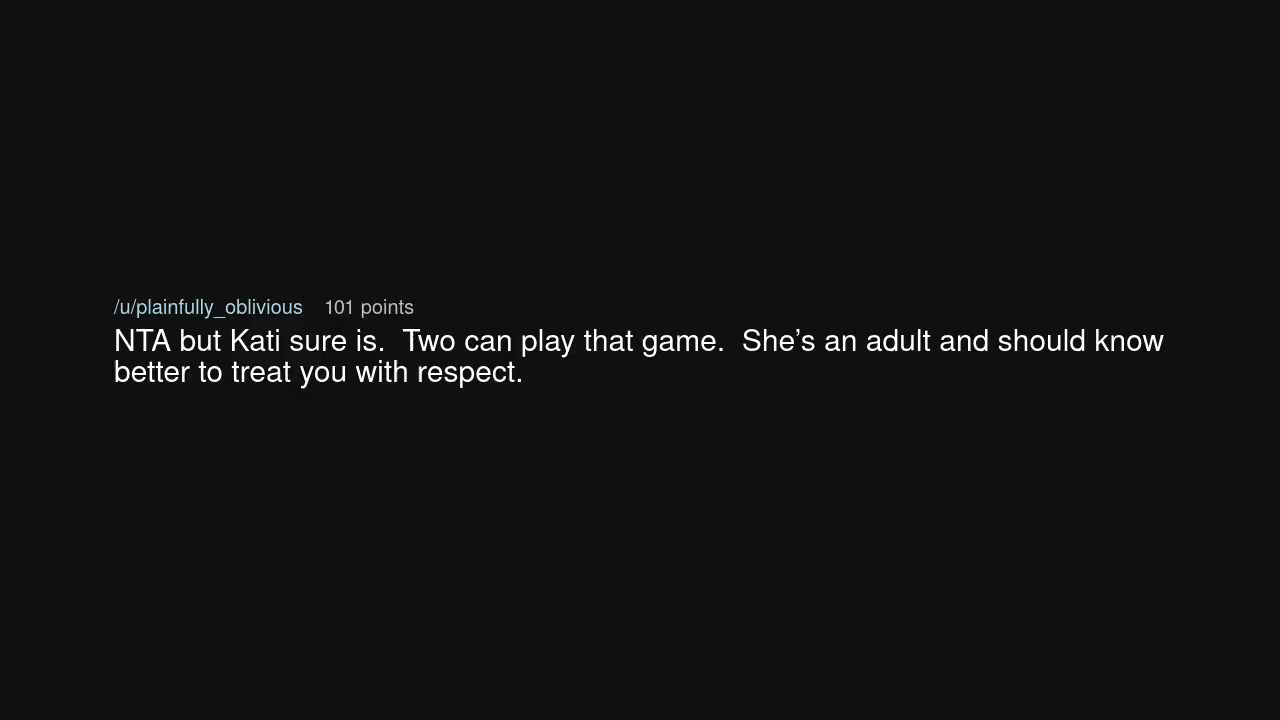 /u/plainfully_oblivious 101 points
NTA but Kati sure is.  Two can play that game.  She’s an adult and should know
better to treat you with respect.